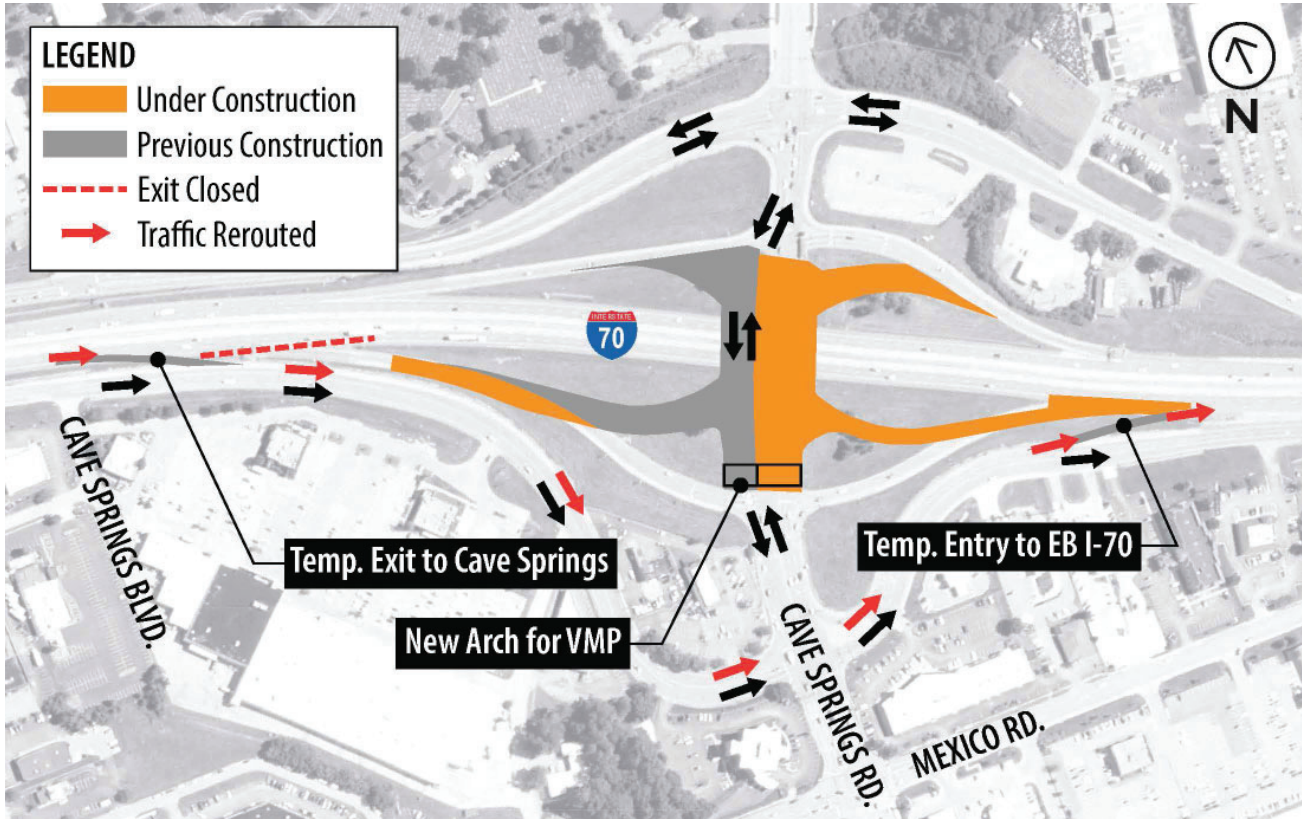 LEGEND
Under Construction
Previous Construction
Exit Closed
Traffic Rerouted
N
INTERSTATE
70
CAVE SPRINGS BLVD.
Temp. Exit to Cave Springs
Temp. Entry to EB I-70
New Arch for VMP
CAVE SPRINGS RD.
MEXICO RD.